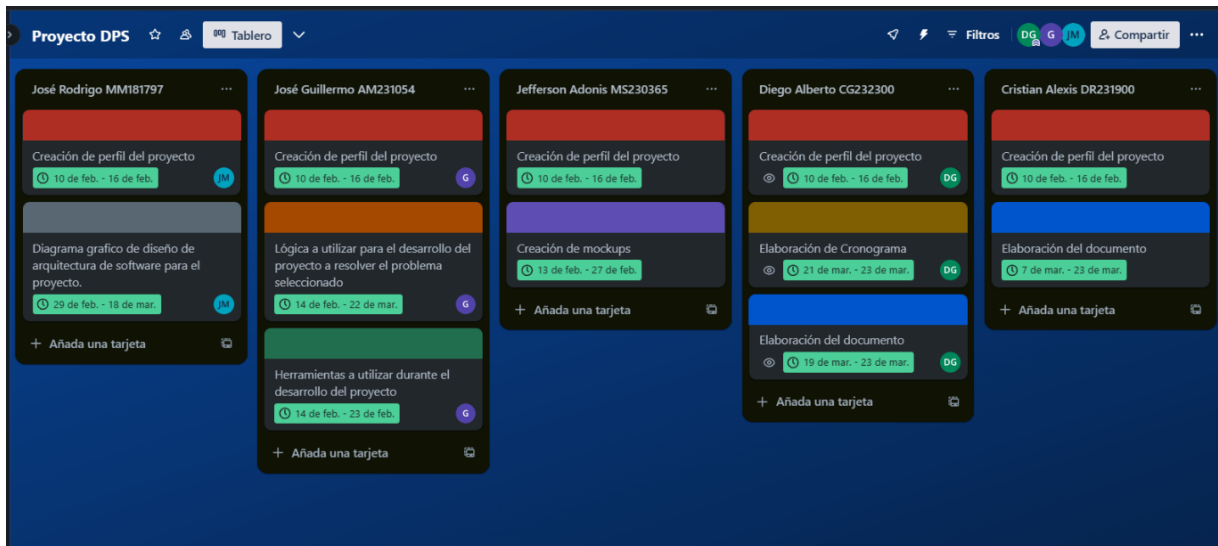 Proyecto DPS
Tablero
Filtros
DG G JM
Compartir
José Rodrigo MM181797
Creación de perfil del proyecto
10 de feb. - 16 de feb.
JM
Diagrama grafico de diseño de
arquitectura de software para el
proyecto.
29 de feb. - 18 de mar.
JM
+ Añada una tarjeta
José Guillermo AM231054
Creación de perfil del proyecto
10 de feb. - 16 de feb.
G
Lógica a utilizar para el desarrollo del
proyecto a resolver el problema
seleccionado
14 de feb. - 22 de mar.
G
Herramientas a utilizar durante el
desarrollo del proyecto
14 de feb. - 23 de feb.
G
+ Añada una tarjeta
Jefferson Adonis MS230365
Creación de perfil del proyecto
10 de feb. - 16 de feb.
Creación de mockups
13 de feb. - 27 de feb.
+ Añada una tarjeta
Diego Alberto CG232300
Creación de perfil del proyecto
10 de feb. - 16 de feb.
DG
Elaboración de Cronograma
21 de mar. - 23 de mar.
DG
Elaboración del documento
19 de mar. - 23 de mar.
DG
+ Añada una tarjeta
Cristian Alexis DR231900
Creación de perfil del proyecto
10 de feb. - 16 de feb.
Elaboración del documento
7 de mar. - 23 de mar.
+ Añada una tarjeta